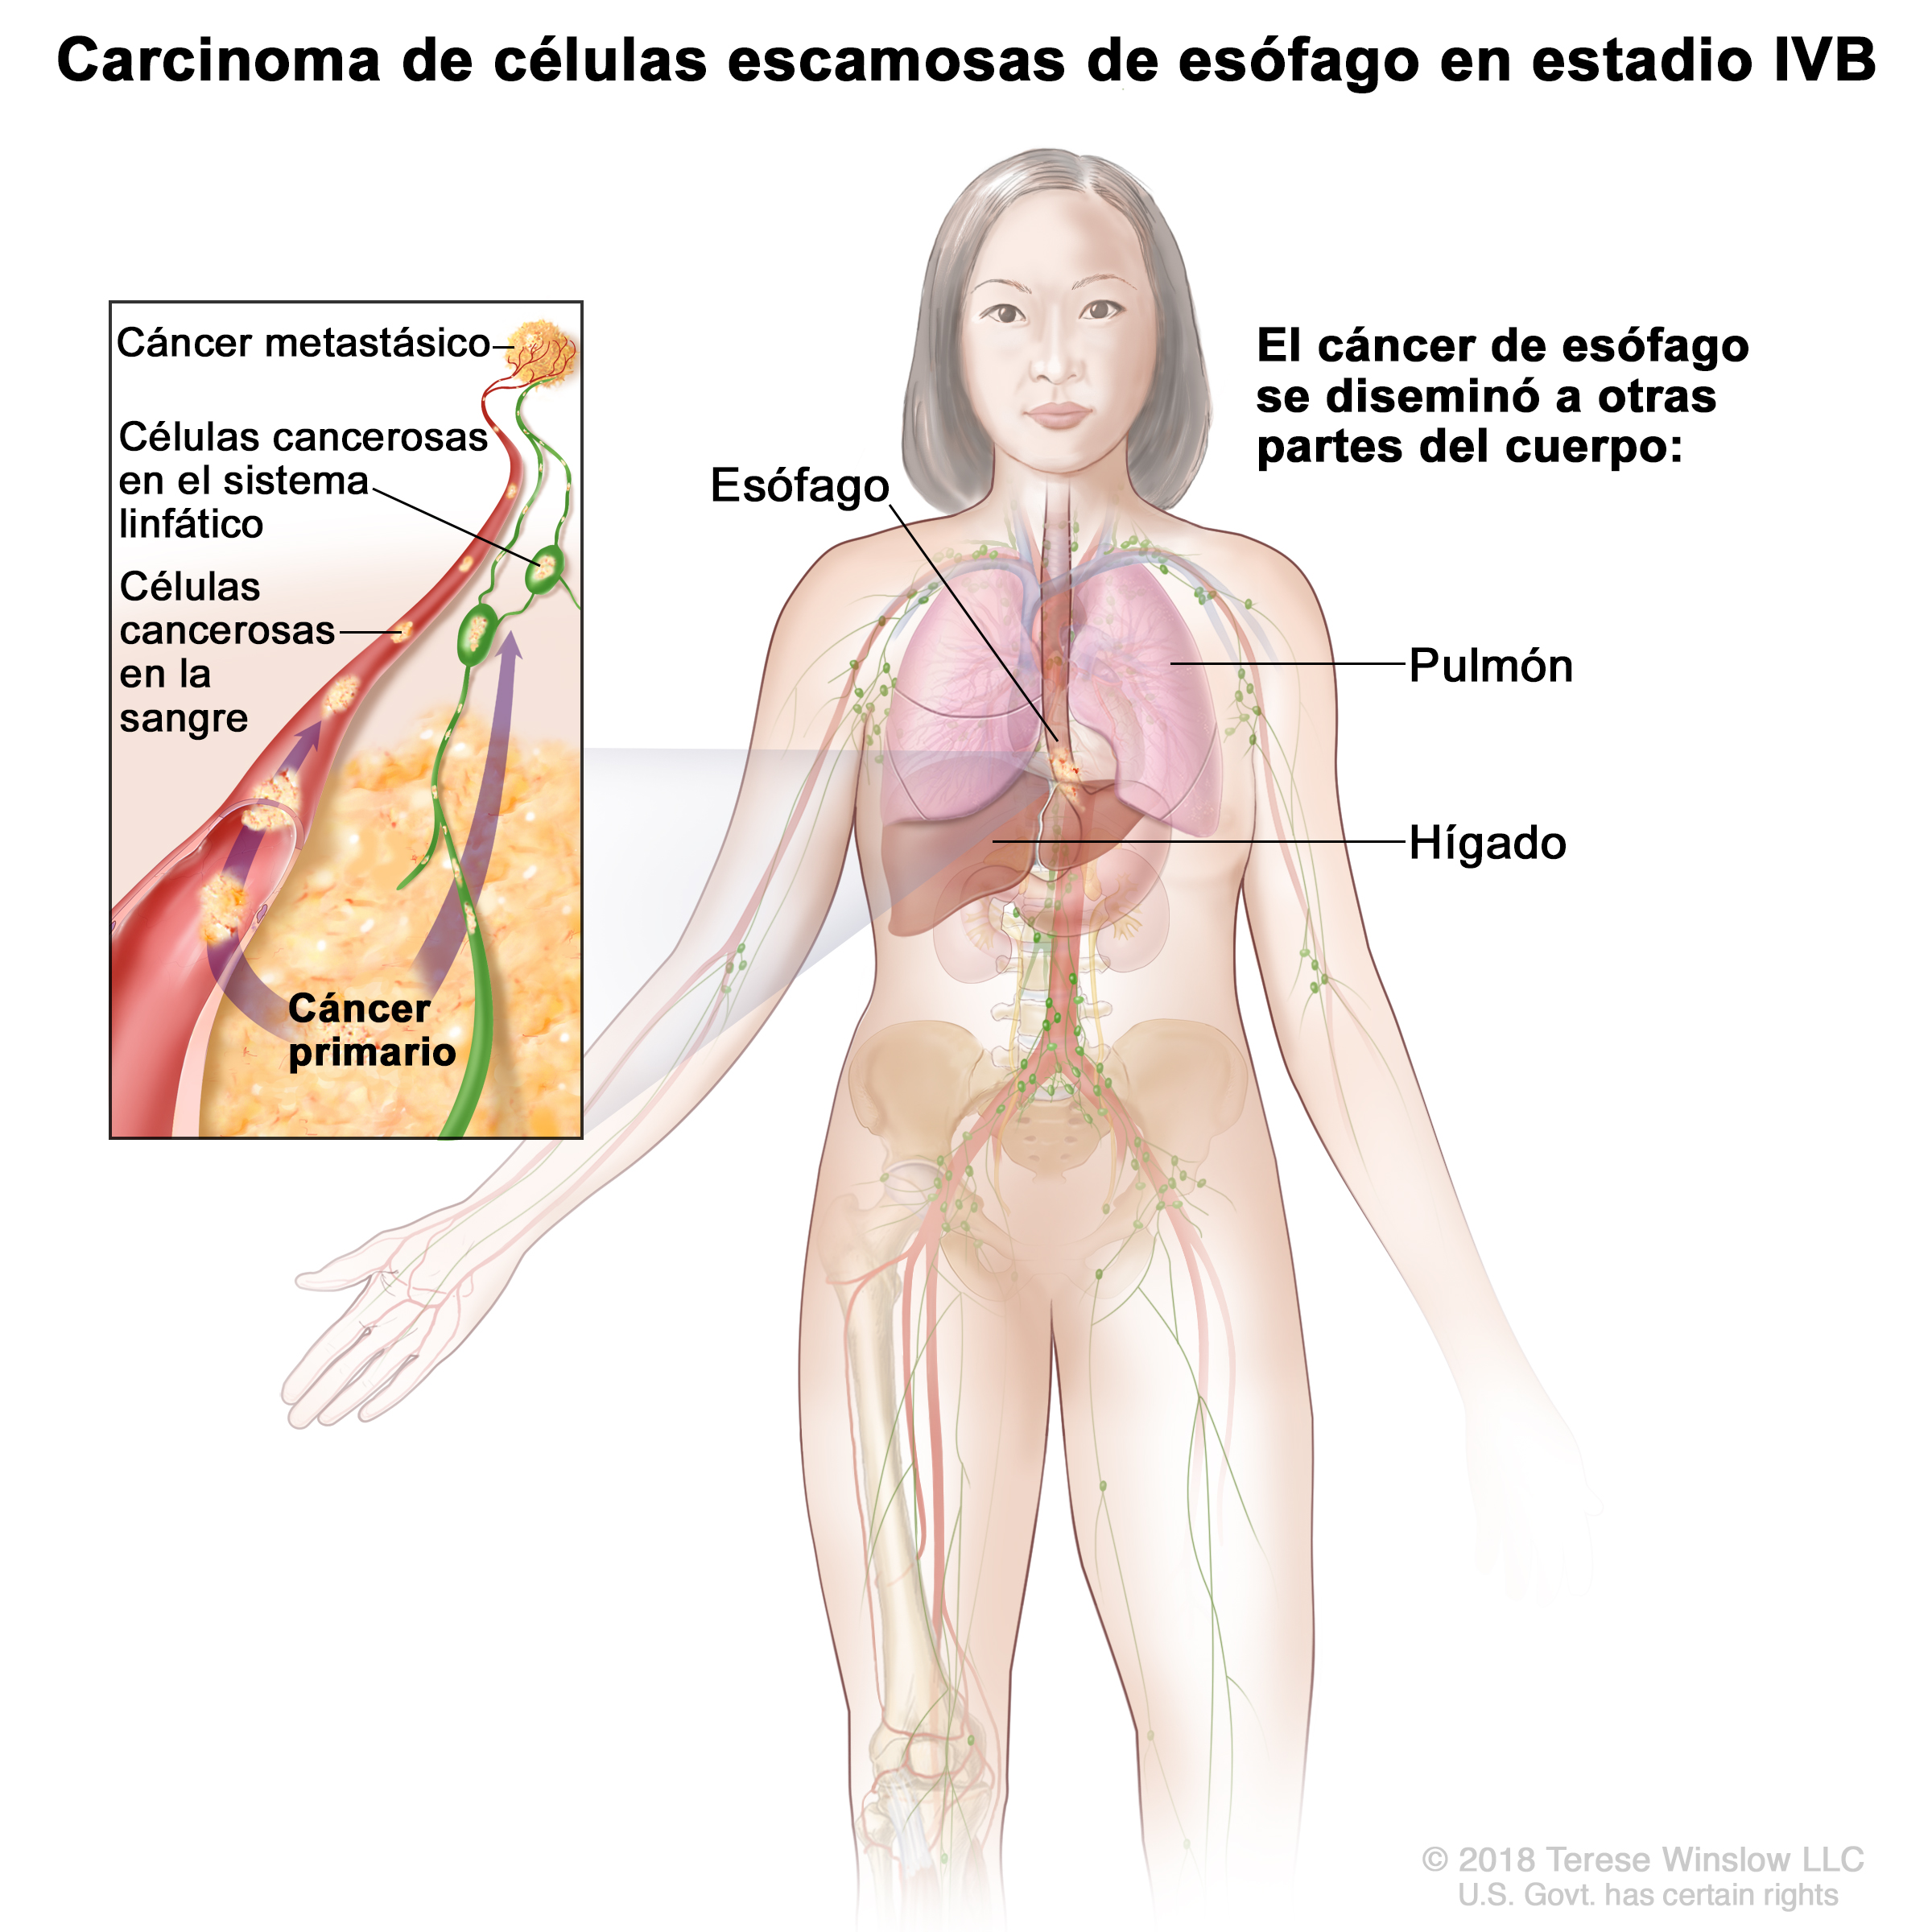 Carcinoma de células escamosas de esófago en estadio IVB
Cáncer metastásico
Células cancerosas
en el sistema
linfático
Células
cancerosas
en la
sangre
Cáncer
primario
Esófago
El cáncer de esófago
se diseminó a otras
partes del cuerpo:
Pulmón
Hígado
© 2018 Terese Winslow LLC
U.S. Govt. has certain rights